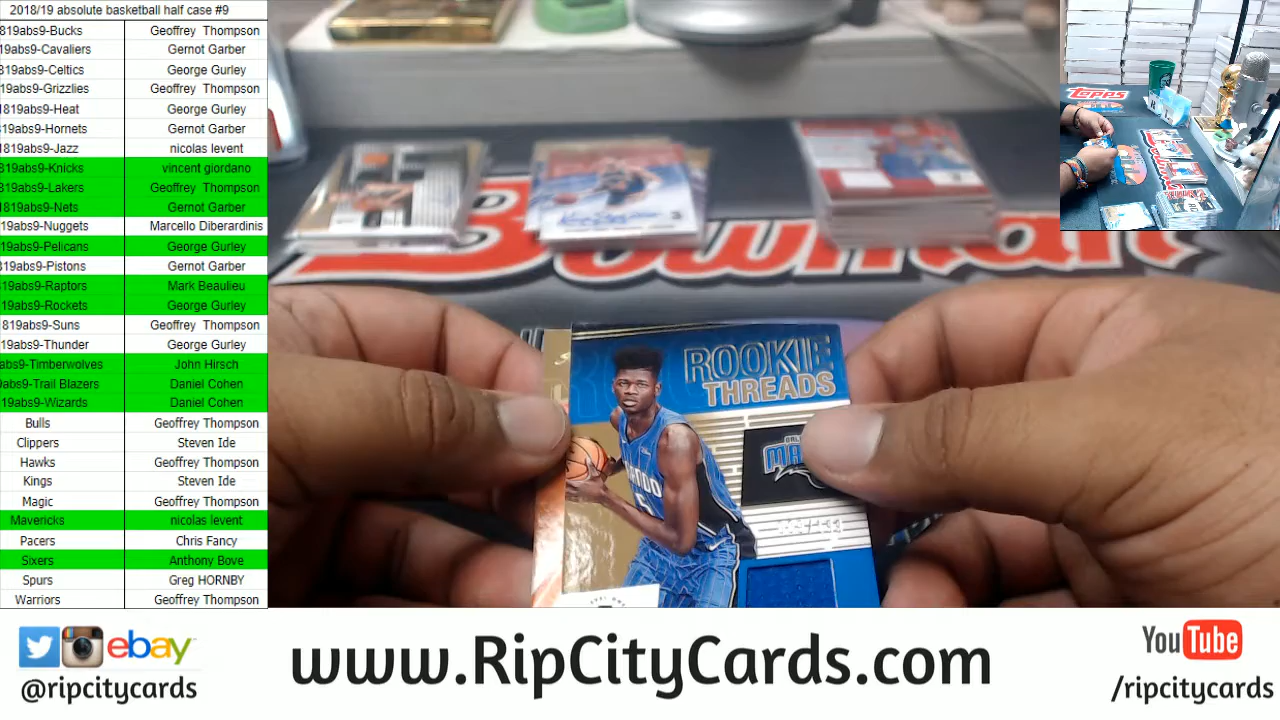 2018/19 absolute basketball half case #9
819abs9-Bucks Geoffrey Thompson
19abs9-Cavaliers Gernot Garber
819abs9-Celtics George Gurley
19abs9-Grizzlies Geoffrey Thompson
1819abs9-Heat George Gurley
819abs9-Hornets Gernot Garber
1819abs9-Jazz nicolas levent
819abs9-Knicks vincent giordano
819abs9-Lakers Geoffrey Thompson
1819abs9-Nets Gernot Garber
19abs9-Nuggets Marcello Diberardinis
19abs9-Pelicans George Gurley
19abs9-Pistons Gernot Garber
819abs9-Raptors Mark Beaulieu
19abs9-Rockets George Gurley
819abs9-Suns Geoffrey Thompson
19abs9-Thunder George Gurley
abs9-Timberwolves John Hirsch
9abs9-Trail Blazers Daniel Cohen
19abs9-Wizards Daniel Cohen
Bulls Geoffrey Thompson
Clippers Steven Ide
Hawks Geoffrey Thompson
Kings Steven Ide
Magic Geoffrey Thompson
Mavericks nicolas levent
Pacers Chris Fancy
Sixers Anthony Bove
Spurs Greg HORNBY
Warriors Geoffrey Thompson
Topps
Bowman
ROOKIE
THREADS
ebay
@ripcitycards
www.RipCityCards.com
YouTube
/ripcitycards